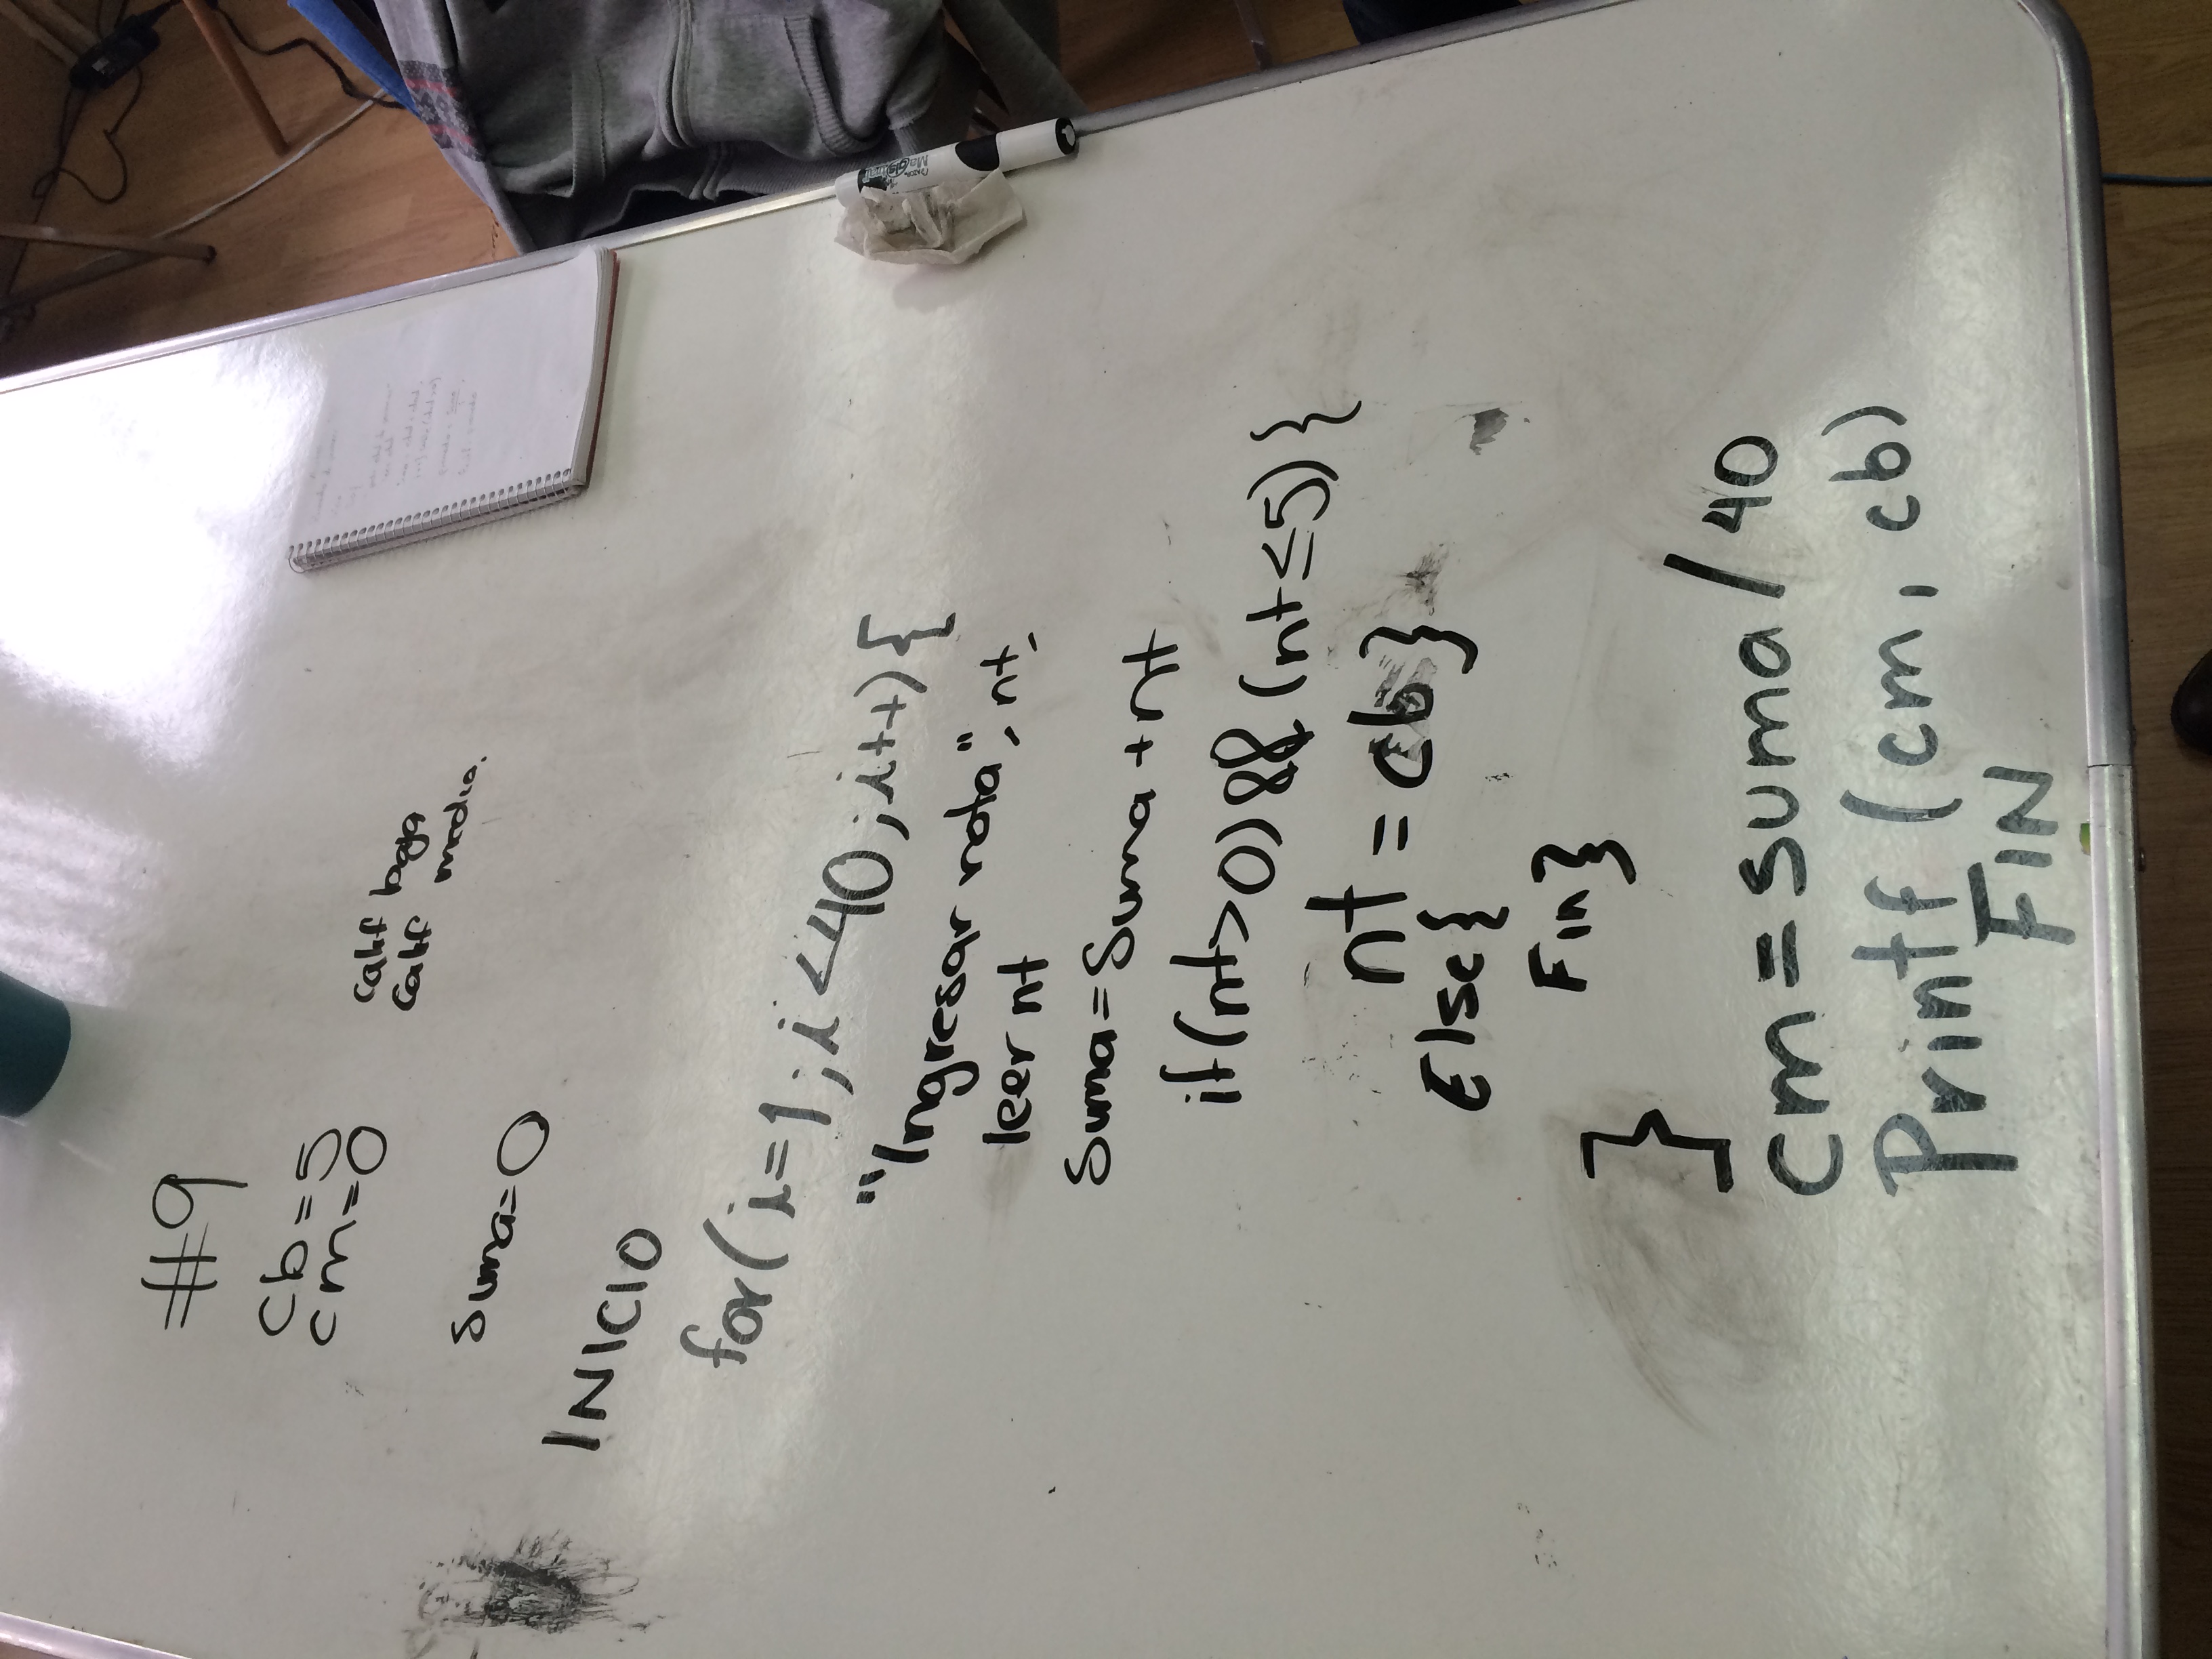 #9
cb=5
cm=0
calif baja
calif media.
suma=0
INICIO
for(i=1;i<40;i++){
"Ingresar nota", nt,
leer nt
Suma=Suma+nt
if(nt>0)&&(nt≤5){
nt=cb}
Else{
Fin}
}
cm=suma/40
Printf(cm, cb)
FIN